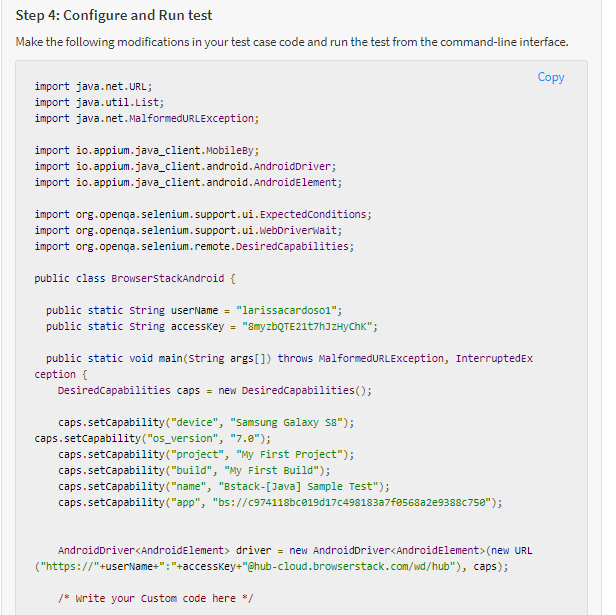 Step 4: Configure and Run test
Make the following modifications in your test case code and run the test from the command-line interface.
Copy
import java.net.URL;
import java.util.List;
import java.net.MalformedURLException;
import io.appium.java_client.MobileBy;
import io.appium.java_client.android.AndroidDriver;
import io.appium.java_client.android.AndroidElement;
import org.openqa.selenium.support.ui.ExpectedConditions;
import org.openqa.selenium.support.ui.WebDriverWait;
import org.openqa.selenium.remote.DesiredCapabilities;
public class BrowserStackAndroid {
public static String userName = "larissacardoso1";
public static String accessKey = "8myzbQTE21t7hJzHyChK";
public static void main(String args[]) throws MalformedURLException, InterruptedEx
ception {
DesiredCapabilities caps = new DesiredCapabilities();
caps.setCapability("device", "Samsung Galaxy S8");
caps.setCapability("os_version", "7.0");
caps.setCapability("project", "My First Project");
caps.setCapability("build", "My First Build");
caps.setCapability("name", "Bstack-[Java] Sample Test");
caps.setCapability("app", "bs://c974118bc019d17c498183a7f0568a2e9388c750");
AndroidDriver<AndroidElement> driver = new AndroidDriver<AndroidElement>(new URL
("https://"+userName+":"+accessKey+"@hub-cloud.browserstack.com/wd/hub"), caps);
/* Write your Custom code here */